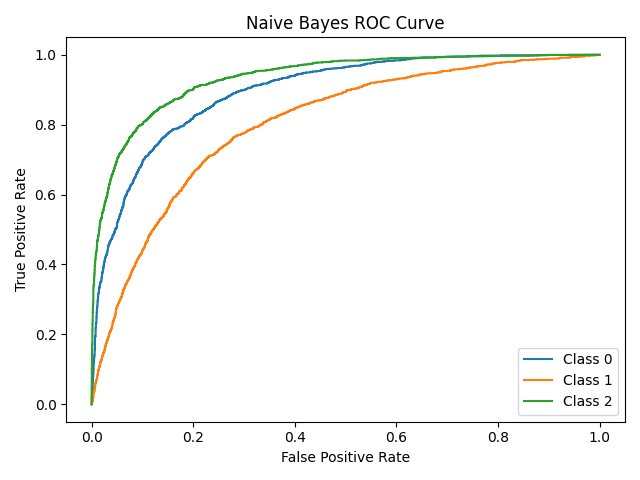 Naive Bayes ROC Curve
True Positive Rate
1.0
0.8
0.6
0.4
0.2
0.0
Class 0
Class 1
Class 2
0.0 0.2 0.4 0.6 0.8 1.0
False Positive Rate